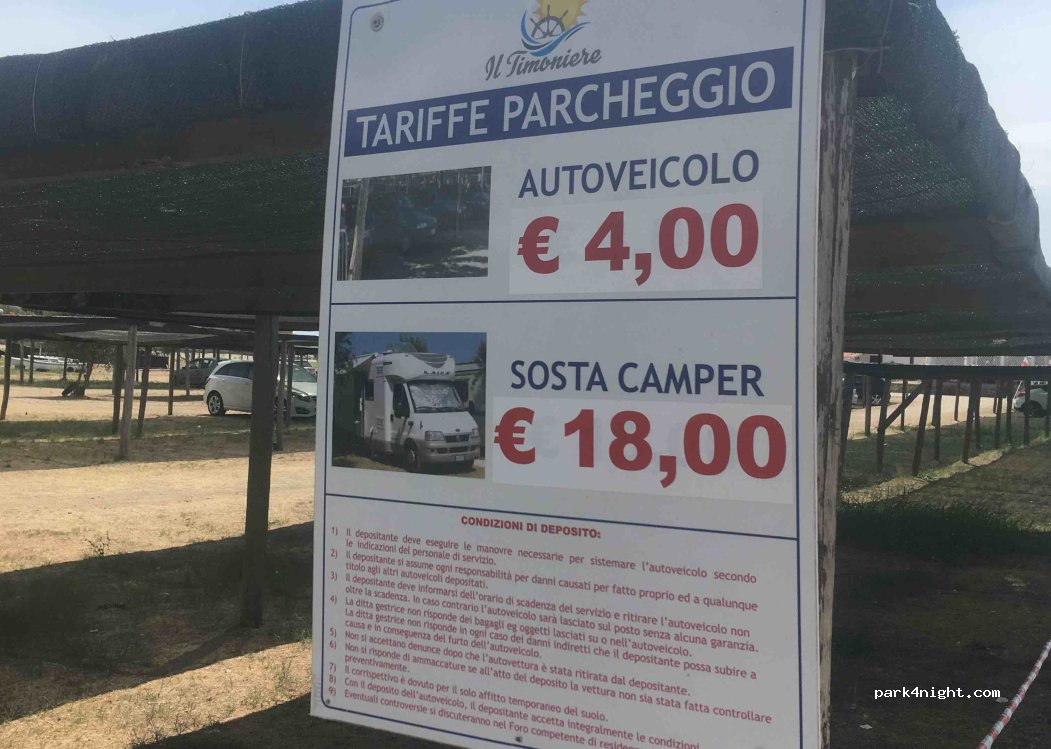 Il Timoniere
TARIFFE PARCHEGGIO
AUTOVEICOLO
€ 4,00
SOSTA CAMPER
€ 18,00
CONDIZIONI DI DEPOSITO:
1) Il depositante deve eseguire le manovre necessarie per sistemare l'autoveicolo secondo
le indicazioni del personale di servizio.
2) Il depositante si assume ogni responsabilità per danni causati per fatto proprio ed a qualunque
titolo agli altri autoveicoli depositati.
3) Il depositante deve informarsi dell'orario di scadenza del servizio e ritirare l'autoveicolo non
oltre la scadenza. In caso contrario l'autoveicolo sarà lasciato sul posto senza alcuna garanzia.
4) La ditta gestrice non risponde dei bagagli eg oggetti lasciati su o nell'autoveicolo.
La ditta gestrice non risponde in ogni caso dei danni indiretti che il depositante possa subire a
causa e in conseguenza del furto dell'autoveicolo.
5) Non si accettano denunce dopo che l'autovettura è stata ritirata dal depositante.
6) Non si risponde di ammaccature se all'atto del deposito la vettura non sia stata fatta controllare
preventivamente.
7) Il corrispettivo è dovuto per il solo affitto temporaneo del suolo.
8) Con il deposito dell'autoveicolo, il depositante accetta integralmente le condizioni
9) Eventuali controversie si discuteranno nel Foro competente di
park4night.com